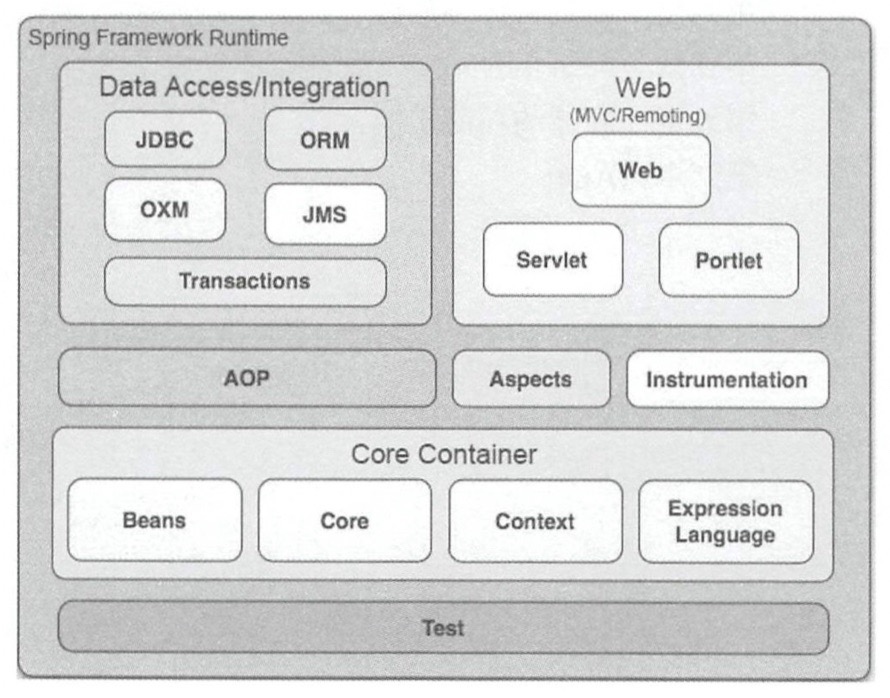 Spring Framework Runtime
Data Access/Integration
JDBC
ORM
OXM
JMS
Transactions
Web
(MVC/Remoting)
Web
Servlet
Portlet
AOP
Aspects
Instrumentation
Core Container
Beans
Core
Context
Expression
Language
Test